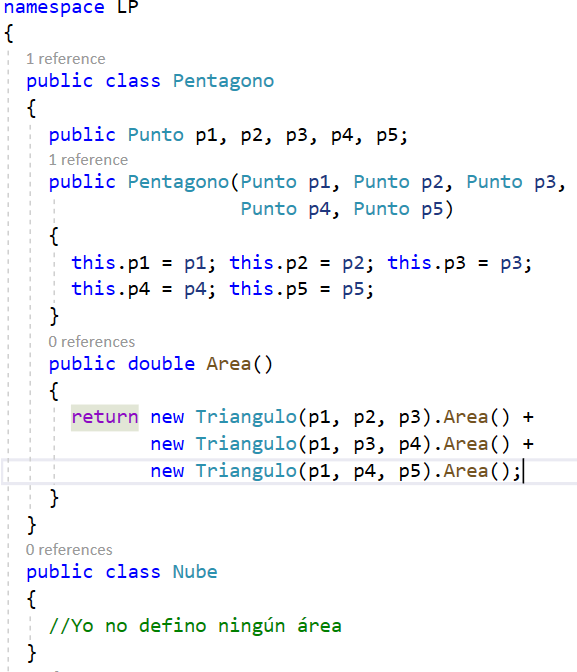 namespace LP
{
1 reference
public class Pentagono
{
public Punto p1, p2, p3, p4, p5;
1 reference
public Pentagono(Punto p1, Punto p2, Punto p3,
Punto p4, Punto p5)
{
this.p1 = p1; this.p2 = p2; this.p3 = p3;
this.p4 = p4; this.p5 = p5;
}
0 references
public double Area()
{
return new Triangulo(p1, p2, p3).Area() +
new Triangulo(p1, p3, p4).Area() +
new Triangulo(p1, p4, p5).Area();
}
}
0 references
public class Nube
{
//Yo no defino ningún área
}